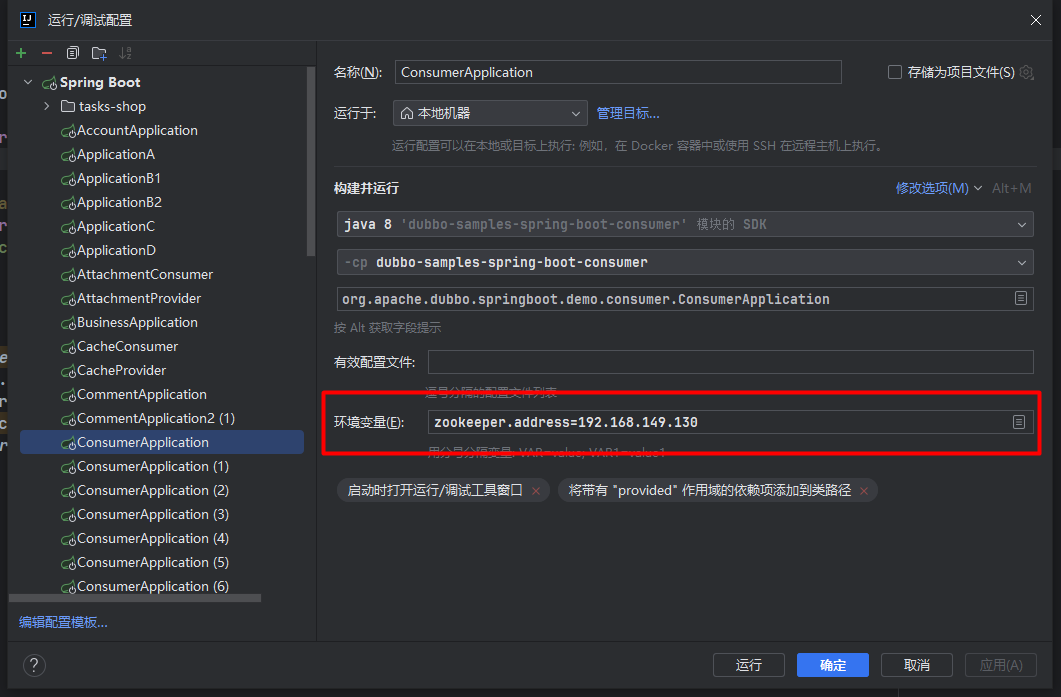 运行/调试配置
Spring Boot
tasks-shop
AccountApplication
ApplicationA
ApplicationB1
ApplicationB2
ApplicationC
ApplicationD
AttachmentConsumer
AttachmentProvider
BusinessApplication
CacheConsumer
CacheProvider
CommentApplication
CommentApplication2 (1)
ConsumerApplication
ConsumerApplication (1)
ConsumerApplication (2)
ConsumerApplication (3)
ConsumerApplication (4)
ConsumerApplication (5)
ConsumerApplication (6)
编辑配置模板...
名称(N): ConsumerApplication 存储为项目文件(S)
运行于: 本地机器 管理目标...
运行配置可以在本地或目标上执行: 例如，在 Docker 容器中或使用 SSH 在远程主机上执行。
构建并运行 修改选项(M) Alt+M
java 8 'dubbo-samples-spring-boot-consumer' 模块的 SDK
-cp dubbo-samples-spring-boot-consumer
org.apache.dubbo.springboot.demo.consumer.ConsumerApplication
按 Alt 获取字段提示
有效配置文件:
逗号分隔的配置文件列表
环境变量(E): zookeeper.address=192.168.149.130
用分号分隔变量: VAR=value; VAR1=value1
启动时打开运行/调试工具窗口 × 将带有 "provided" 作用域的依赖项添加到类路径 ×
? 运行 确定 取消 应用(A)